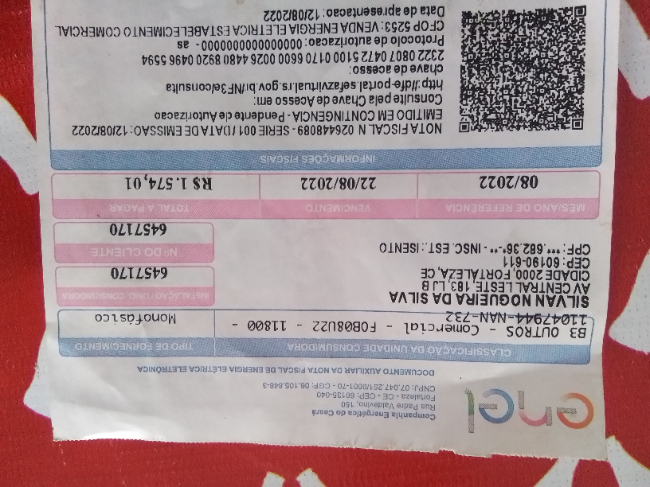 enel
Companhia Energética do Ceará
Rua Padre Valdevino, 150
Fortaleza - CE - CEP: 60135-040
CNPJ: 07.047.251/0001-70 - CGF: 06.105.848-3
DOCUMENTO AUXILIAR DA NOTA FISCAL DE ENERGIA ELÉTRICA ELETRÔNICA
CLASSIFICAÇÃO DA UNIDADE CONSUMIDORA
TIPO DE FORNECIMENTO
B3 OUTROS - Comercial - FOB08U22 - 11800 -
Monofásico
11047944-NAN-732
SILVAN NOGUEIRA DA SILVA
AV CENTRAL LESTE, 183, LJ B
CIDADE 2000, FORTALEZA, CE
CEP: 60190-611
CPF: ***.682.36*-** - INSC. EST.: ISENTO
INSTALAÇÃO / UNID. CONSUMIDORA
6457170
Nº DO CLIENTE
6457170
MES/ANO DE REFERÊNCIA
VENCIMENTO
TOTAL A PAGAR
08/2022
22/08/2022
R$ 1.574,01
INFORMAÇÕES FISCAIS
NOTA FISCAL N 026448089 - SERIE 001 / DATA DE EMISSAO: 12/08/2022
EMITIDO EM CONTINGÊNCIA - Pendente de Autorizacao
Consulte pela Chave de Acesso em:
http://dfe-portal.sefazvirtual.rs.gov.br/NF3eConsulta
chave de acesso:
2322 0807 0472 5100 0170 6600 0026 4480 8920 0496 5594
Protocolo de autorizacao: 0000000000000000 - as
CFOP 5253: VENDA ENERGIA ELETRICA ESTABELECIMENTO COMERCIAL
Data de apresentacao: 12/08/2022